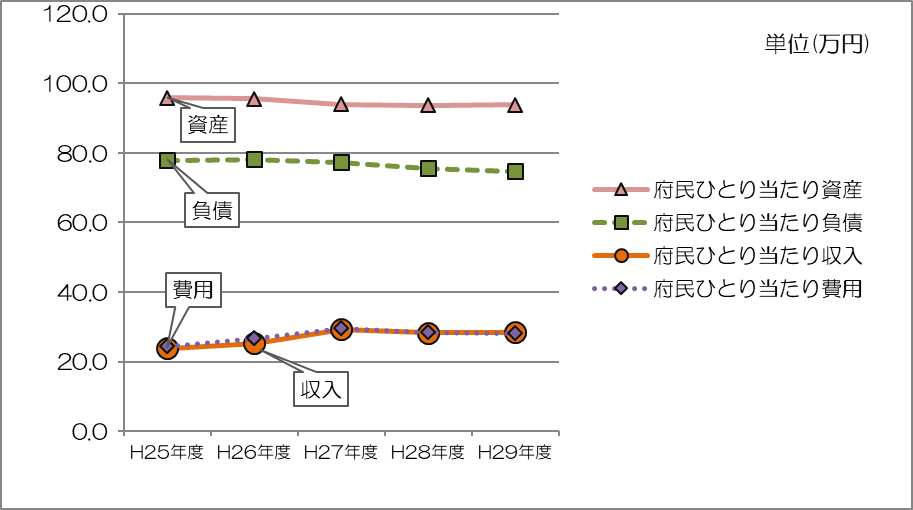 120.0
100.0
80.0
60.0
40.0
20.0
0.0
単位(万円)
資産
負債
費用
収入
H25年度 H26年度 H27年度 H28年度 H29年度
府民ひとり当たり資産
府民ひとり当たり負債
府民ひとり当たり収入
府民ひとり当たり費用